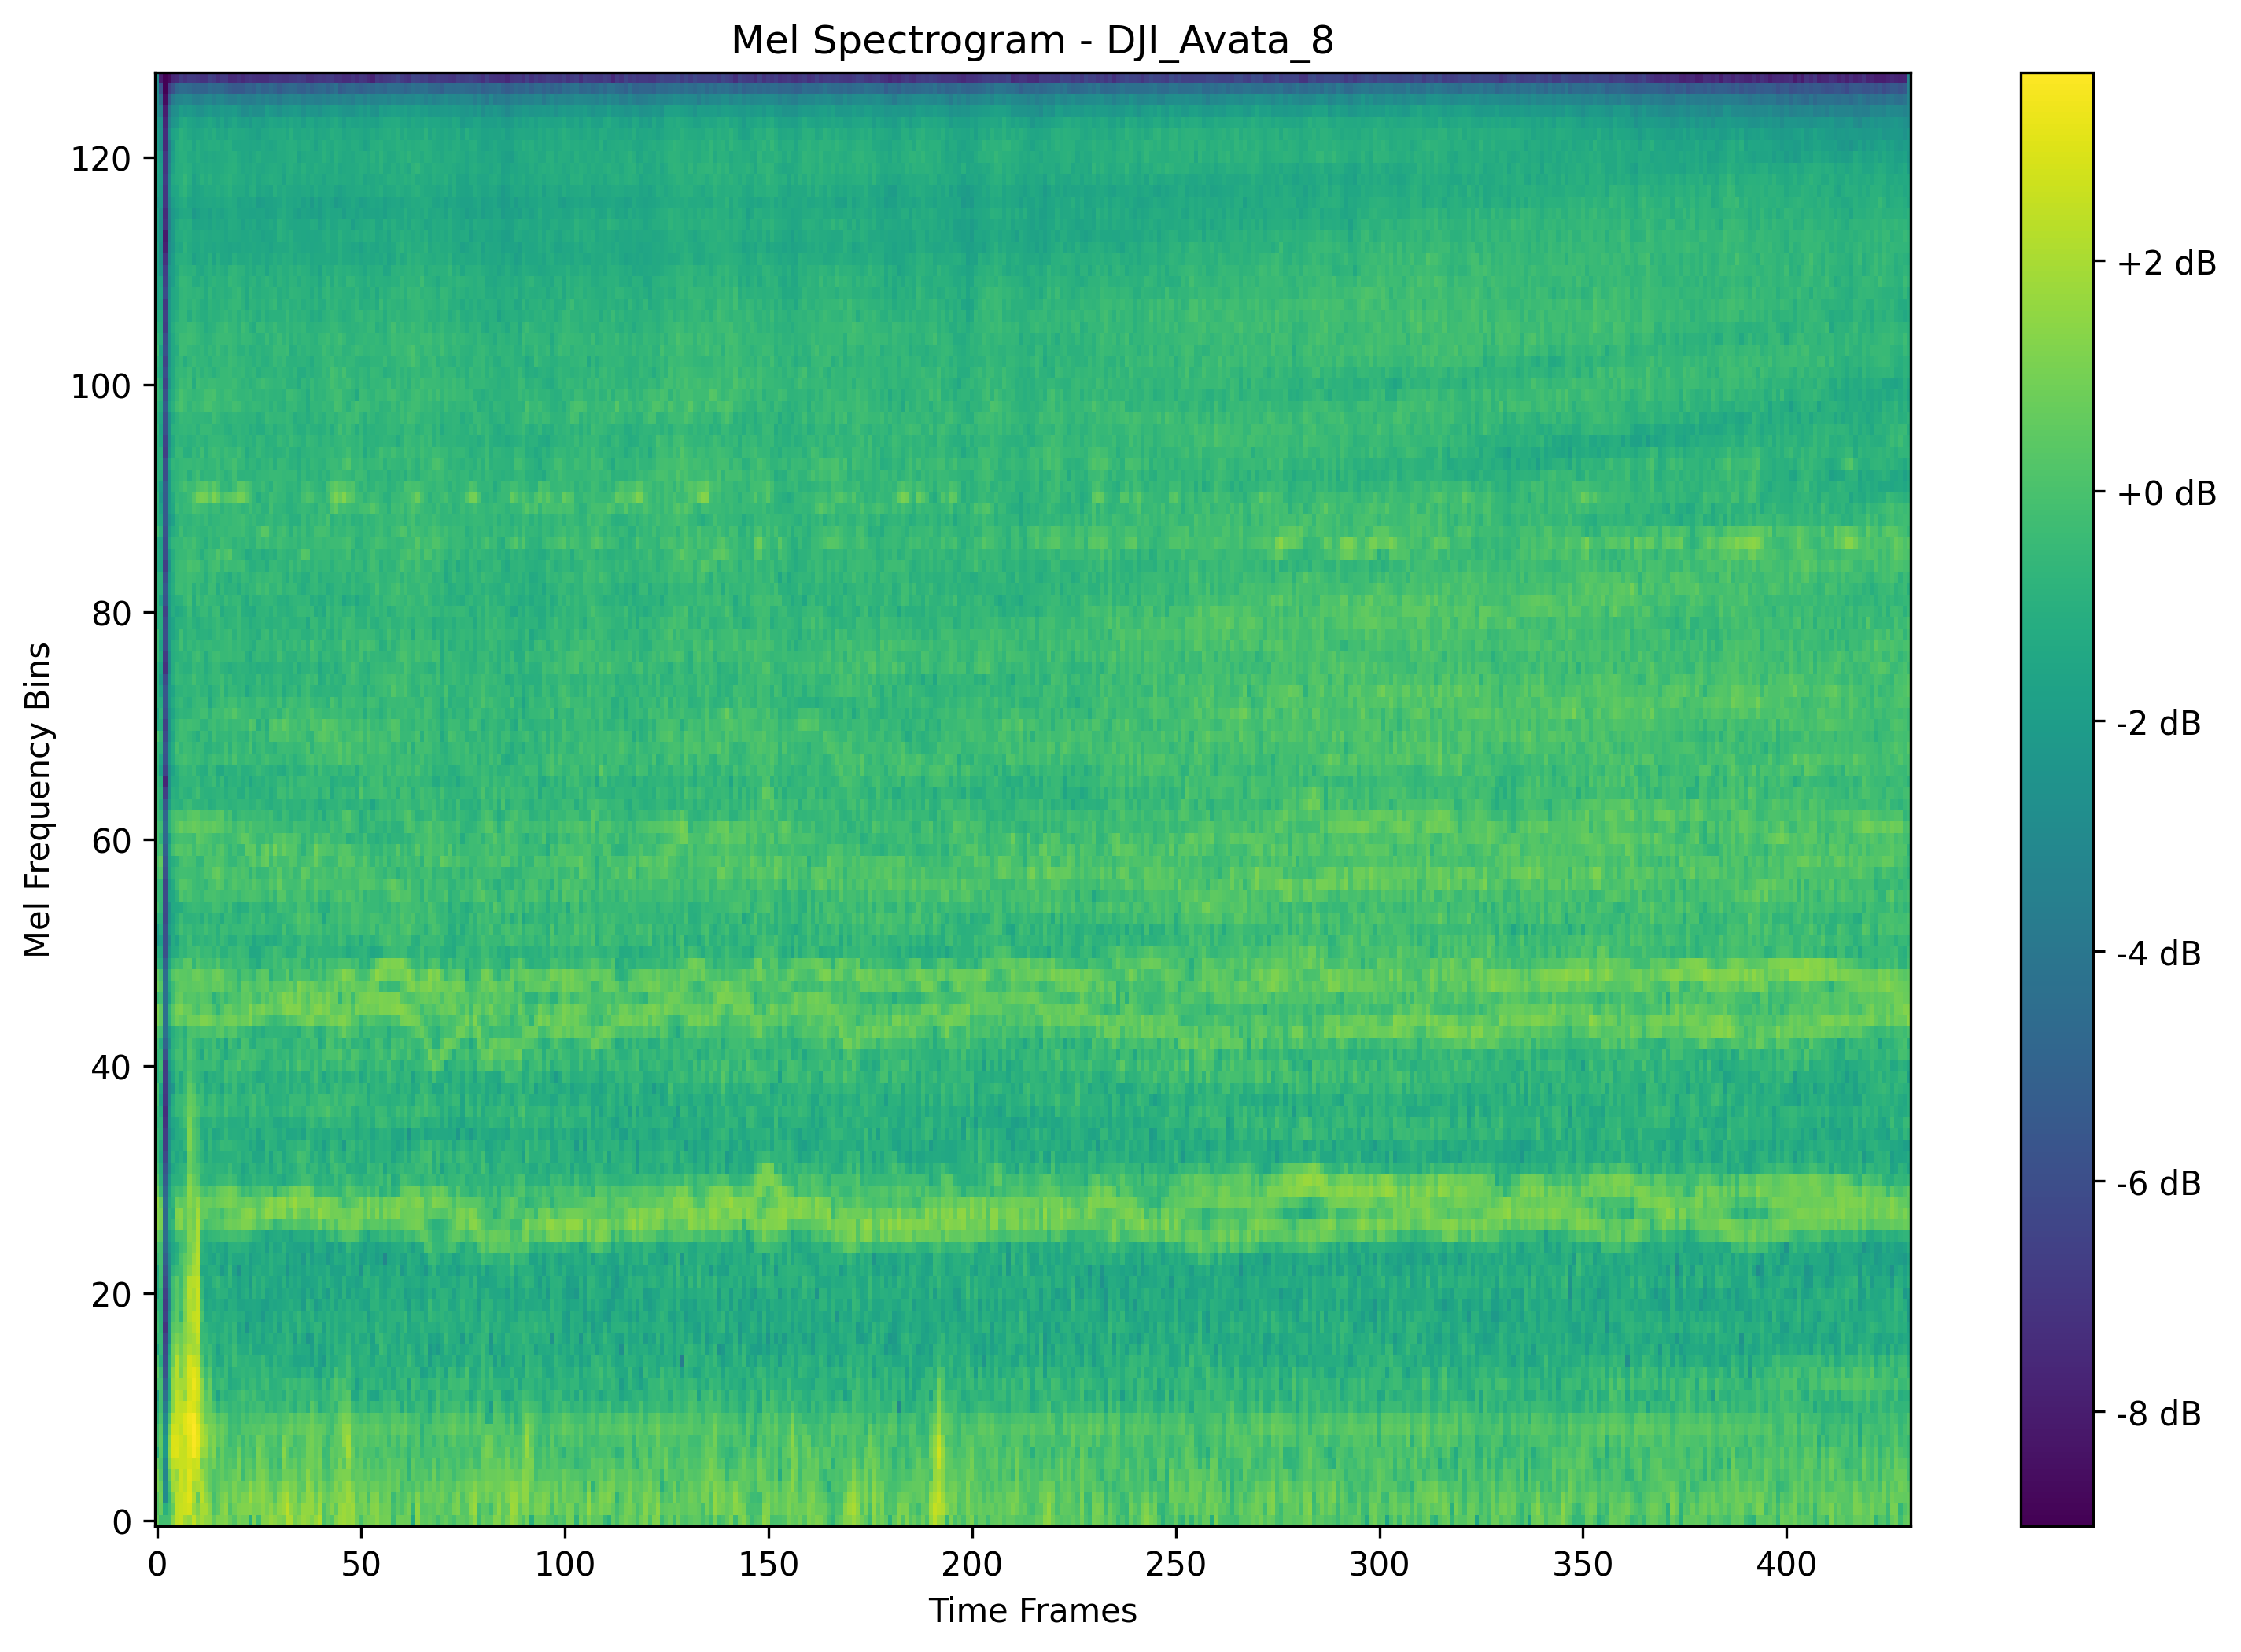 Mel Spectrogram - DJI_Avata_8
Mel Frequency Bins
120
100
80
60
40
20
0
0 50 100 150 200 250 300 350 400
Time Frames
+2 dB
+0 dB
-2 dB
-4 dB
-6 dB
-8 dB